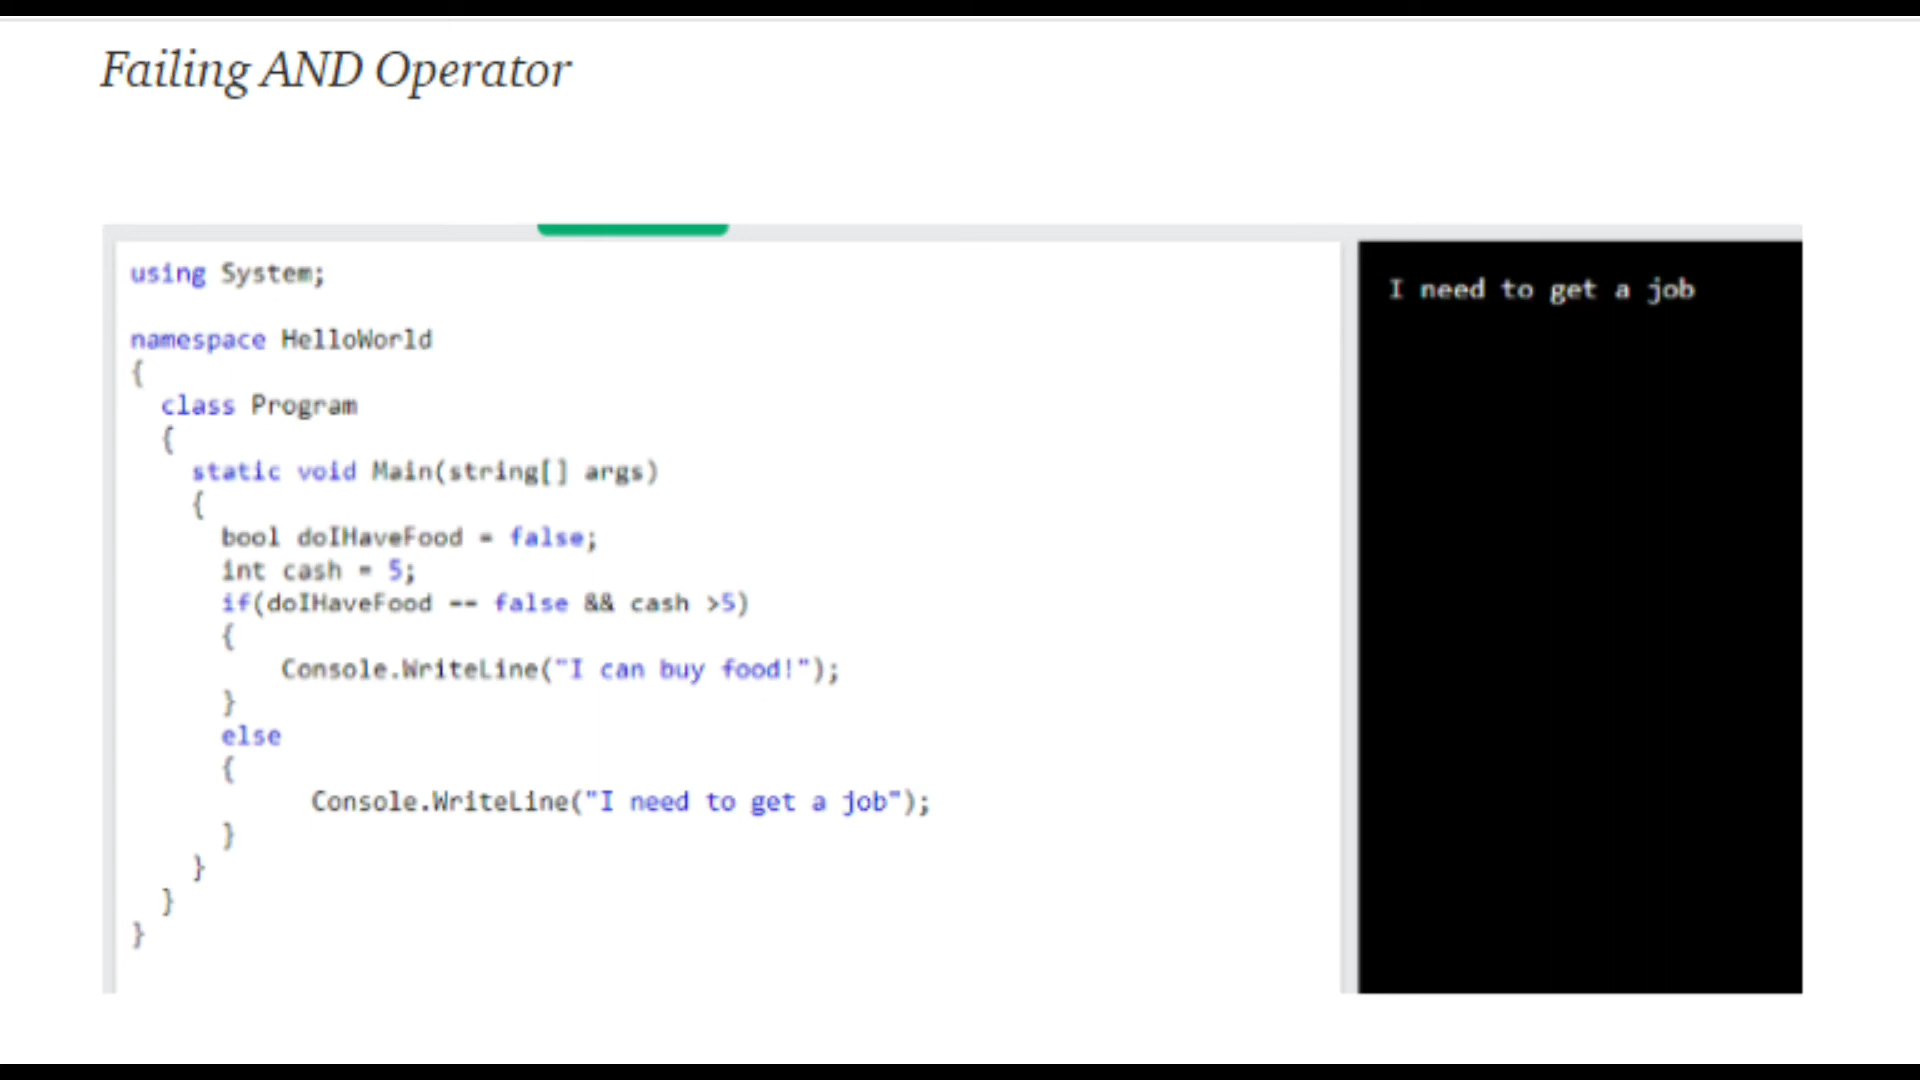 Failing AND Operator
using System;
namespace HelloWorld
{
class Program
{
static void Main(string[] args)
{
bool doIHaveFood = false;
int cash = 5;
if(doIHaveFood == false && cash >5)
{
Console.WriteLine("I can buy food!");
}
else
{
Console.WriteLine("I need to get a job");
}
}
}
}
I need to get a job